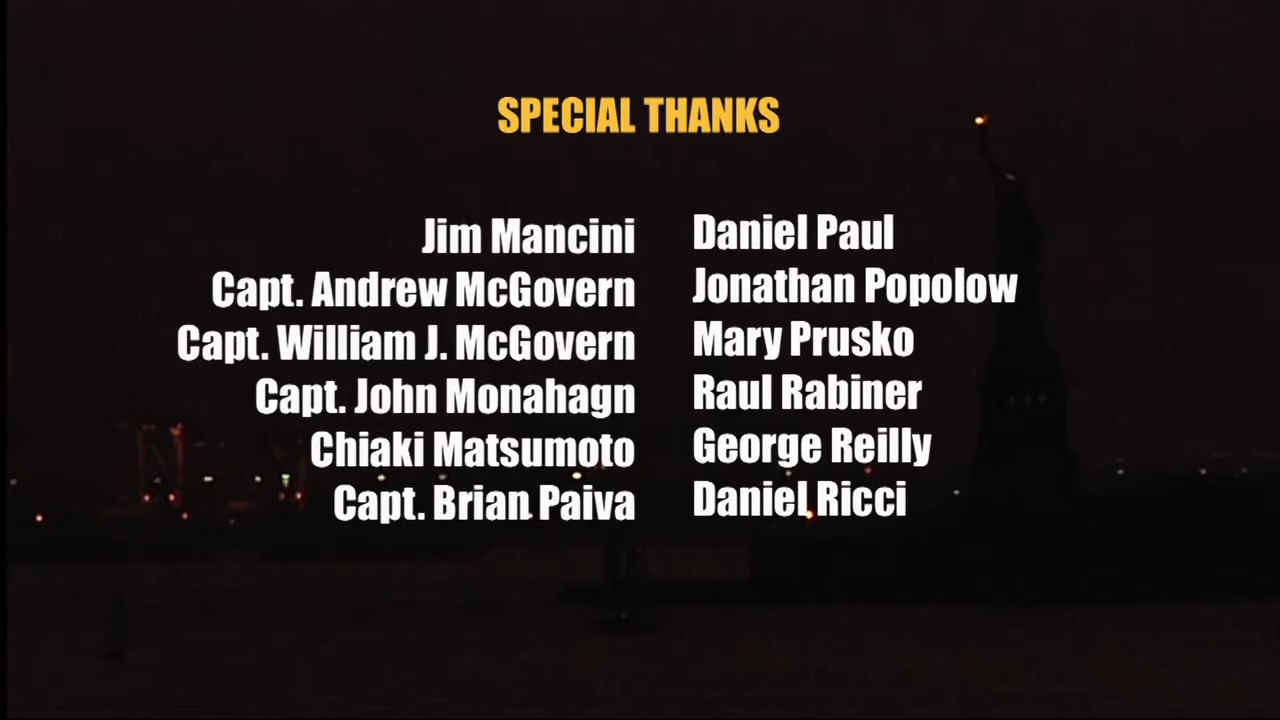 SPECIAL THANKS
Jim Mancini
Capt. Andrew McGovern
Capt. William J. McGovern
Capt. John Monahagn
Chiaki Matsumoto
Capt. Brian Paiva
Daniel Paul
Jonathan Popolow
Mary Prusko
Raul Rabiner
George Reilly
Daniel Ricci